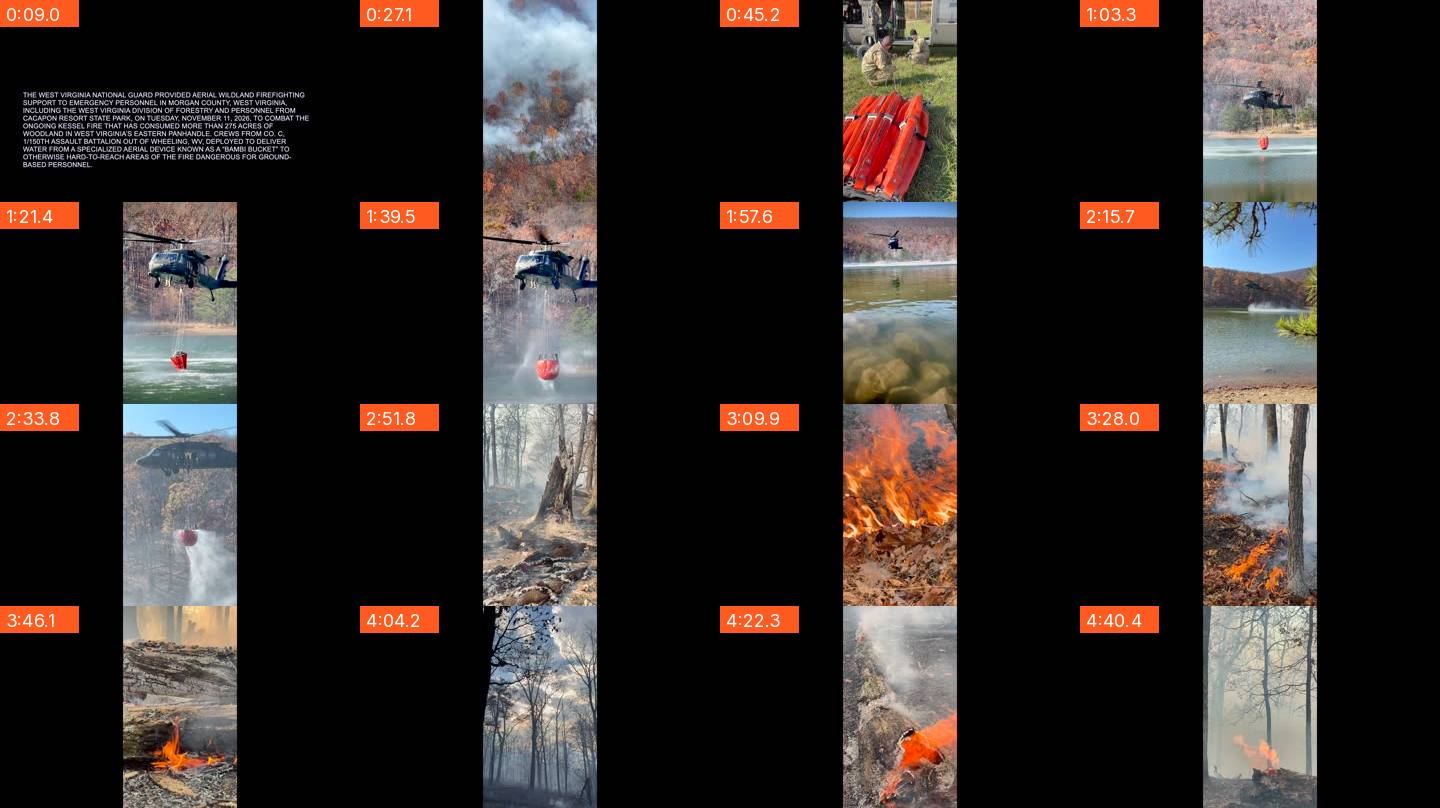 0:09.0
0:27.1
0:45.2
1:03.3
THE WEST VIRGINIA NATIONAL GUARD PROVIDED AERIAL WILDLAND FIREFIGHTING
SUPPORT TO EMERGENCY PERSONNEL IN MORGAN COUNTY, WEST VIRGINIA,
INCLUDING THE WEST VIRGINIA DIVISION OF FORESTRY AND PERSONNEL FROM
CACAPON RESORT STATE PARK, ON TUESDAY, NOVEMBER 11, 2026, TO COMBAT THE
ONGOING KESSEL FIRE THAT HAS CONSUMED MORE THAN 275 ACRES OF
WOODLAND IN WEST VIRGINIA'S EASTERN PANHANDLE. CREWS FROM CO. C,
1/150TH ASSAULT BATTALION OUT OF WHEELING, WV, DEPLOYED TO DELIVER
WATER FROM A SPECIALIZED AERIAL DEVICE KNOWN AS A "BAMBI BUCKET" TO
OTHERWISE HARD-TO-REACH AREAS OF THE FIRE DANGEROUS FOR GROUND-
BASED PERSONNEL.
1:21.4
1:39.5
1:57.6
2:15.7
2:33.8
2:51.8
3:09.9
3:28.0
3:46.1
4:04.2
4:22.3
4:40.4